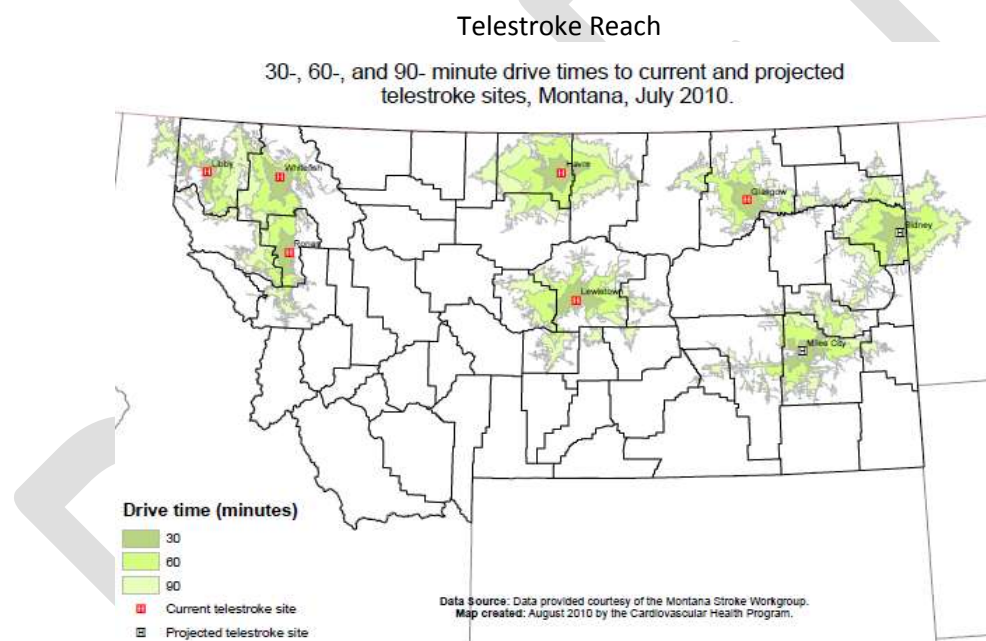 Telestroke Reach
30-, 60-, and 90- minute drive times to current and projected
telestroke sites, Montana, July 2010.
Libby
Whitefish
Havre
Glasgow
Sidney
Ronan
Lewistown
Miles City
Drive time (minutes)
30
60
90
H Current telestroke site
H Projected telestroke site
Data Source: Data provided courtesy of the Montana Stroke Workgroup.
Map created: August 2010 by the Cardiovascular Health Program.